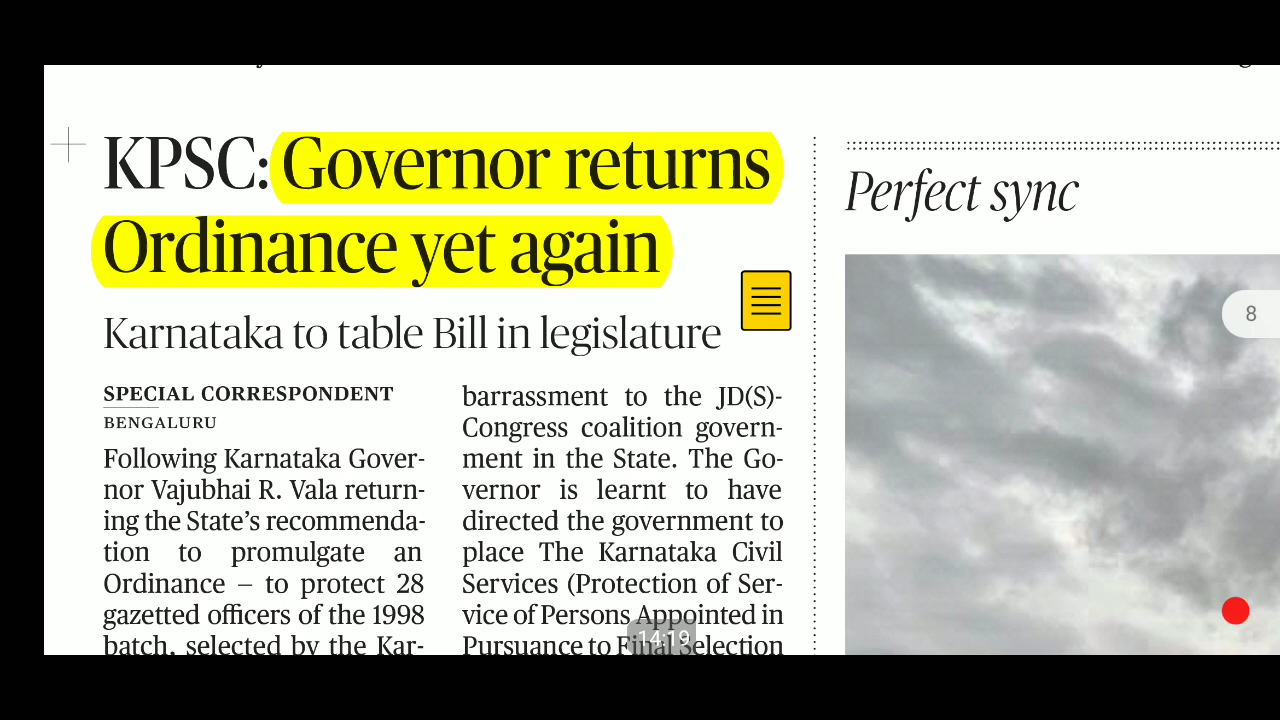 KPSC: Governor returns
Ordinance yet again
Karnataka to table Bill in legislature
SPECIAL CORRESPONDENT
BENGALURU
Following Karnataka Gover-
nor Vajubhai R. Vala return-
ing the State's recommenda-
tion to promulgate an
Ordinance – to protect 28
gazetted officers of the 1998
batch, selected by the Kar-
barrassment to the JD(S)-
Congress coalition govern-
ment in the State. The Go-
vernor is learnt to have
directed the government to
place The Karnataka Civil
Services (Protection of Ser-
vice of Persons Appointed in
Pursuance to Final Selection
14:19
Perfect sync
8